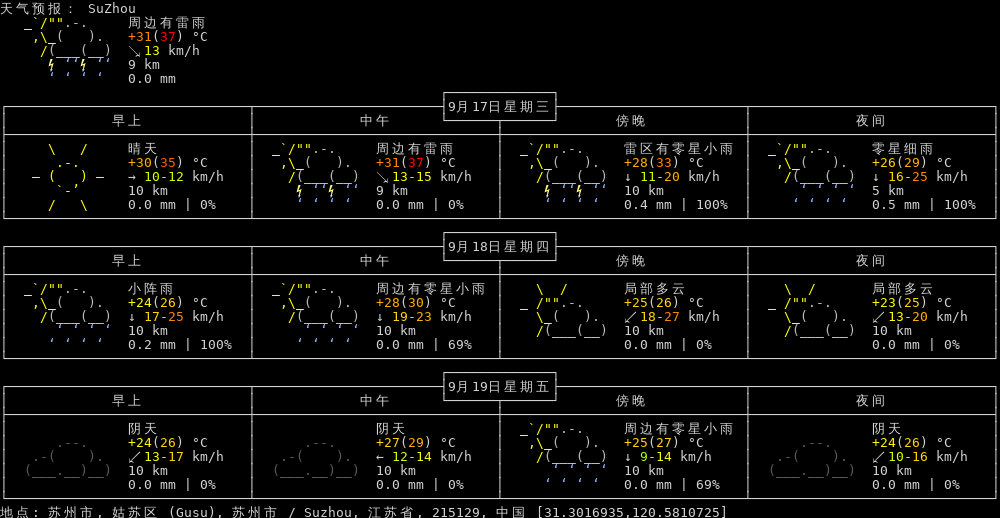 天气预报: SuZhou
周边有雷雨
+31(37) °C
↘ 13 km/h
9 km
0.0 mm
9月17日星期三
早上 中午 傍晚 夜间
晴天 周边有雷雨 雷区有零星小雨 零星细雨
+30(35) °C +31(37) °C +28(33) °C +26(29) °C
→ 10-12 km/h ↘ 13-15 km/h ↓ 11-20 km/h ↓ 16-25 km/h
10 km 9 km 10 km 5 km
0.0 mm | 0% 0.0 mm | 0% 0.4 mm | 100% 0.5 mm | 100%
9月18日星期四
早上 中午 傍晚 夜间
小阵雨 周边有零星小雨 局部多云 局部多云
+24(26) °C +28(30) °C +25(26) °C +23(25) °C
↓ 17-25 km/h ↓ 19-23 km/h ↙ 18-27 km/h ↙ 13-20 km/h
10 km 10 km 10 km 10 km
0.2 mm | 100% 0.0 mm | 69% 0.0 mm | 0% 0.0 mm | 0%
9月19日星期五
早上 中午 傍晚 夜间
阴天 阴天 周边有零星小雨 阴天
+24(26) °C +27(29) °C +25(27) °C +24(26) °C
↙ 13-17 km/h ← 12-14 km/h ↓ 9-14 km/h ↙ 10-16 km/h
10 km 10 km 10 km 10 km
0.0 mm | 0% 0.0 mm | 0% 0.0 mm | 69% 0.0 mm | 0%
地点: 苏州市, 姑苏区 (Gusu), 苏州市 / Suzhou, 江苏省, 215129, 中国 [31.3016935,120.5810725]